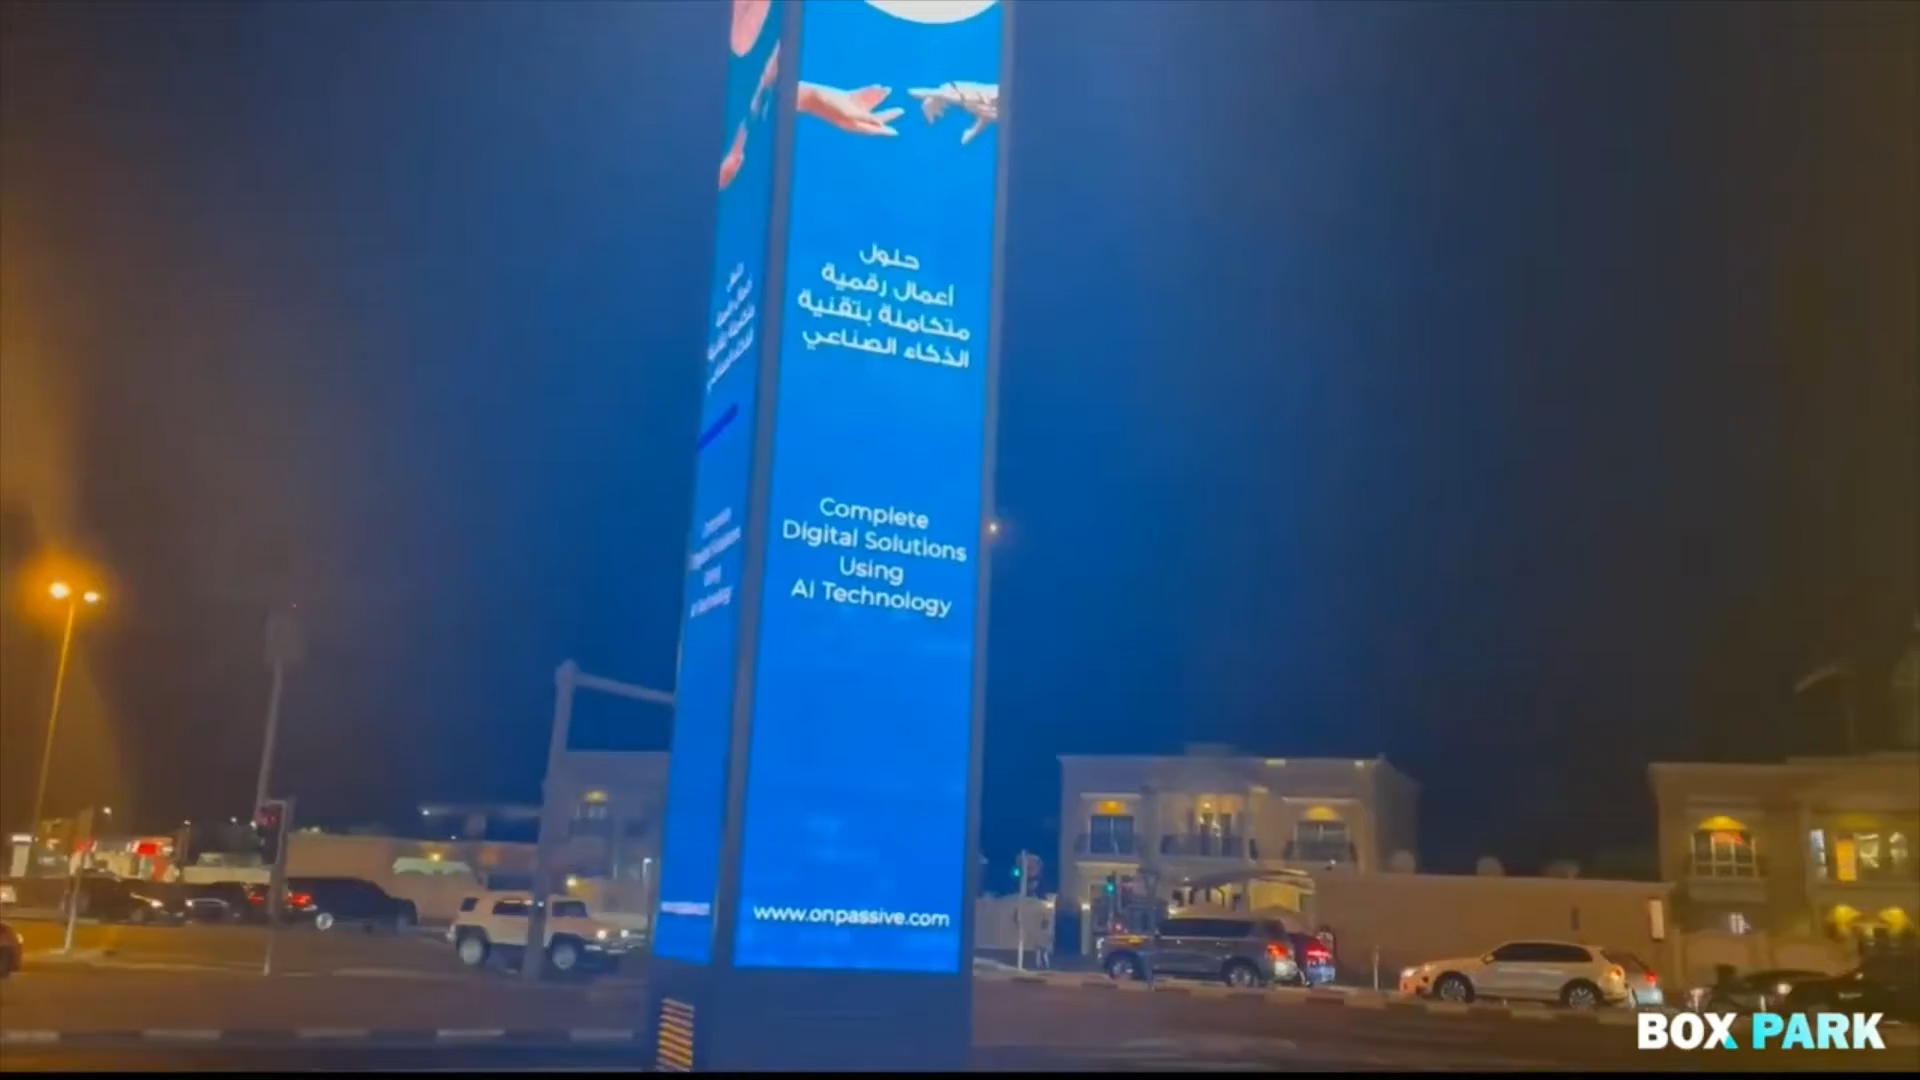 حلول
أعمال رقمية
متكاملة بتقنية
الذكاء الصناعي
Complete
Digital Solutions
Using
AI Technology
www.onpassive.com
BOX PARK